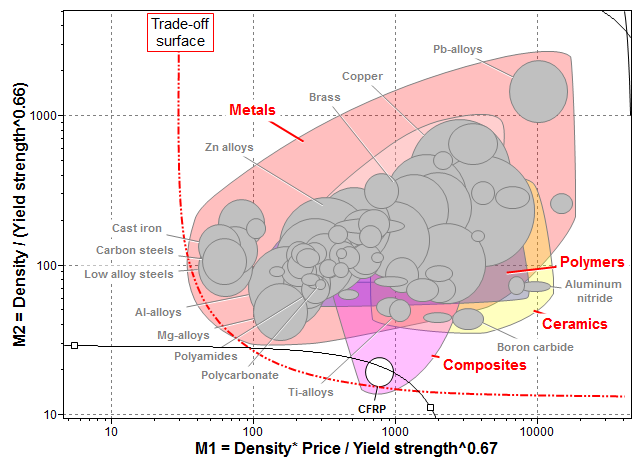 Trade-off
surface
Pb-alloys
Copper
Brass
Metals
Zn alloys
Cast iron
Carbon steels
Low alloy steels
Al-alloys
Mg-alloys
Polyamides
Polycarbonate
Ti-alloys
CFRP
Polymers
Aluminum
nitride
Ceramics
Boron carbide
Composites
M2 = Density / (Yield strength^0.66)
1000
100
10
10
100
1000
10000
M1 = Density* Price / Yield strength^0.67